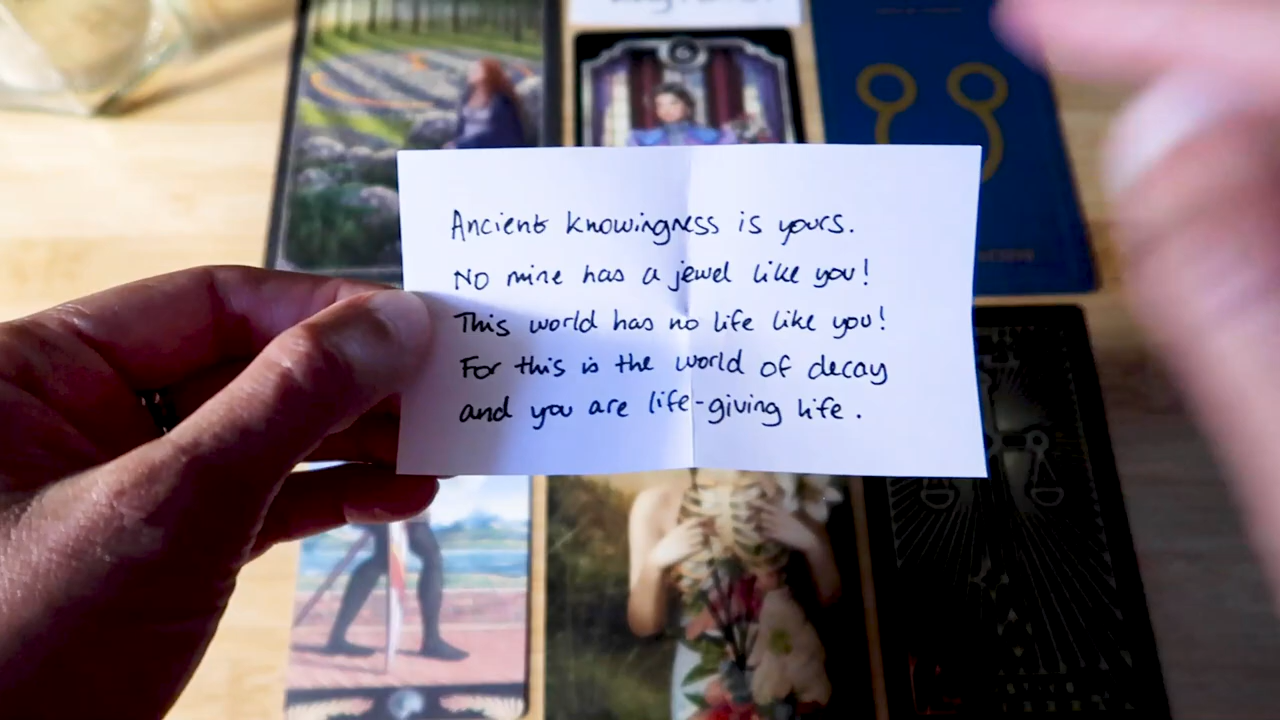 Ancient knowingness is yours.
No mine has a jewel like you!
This world has no life like you!
For this is the world of decay
and you are life-giving life.